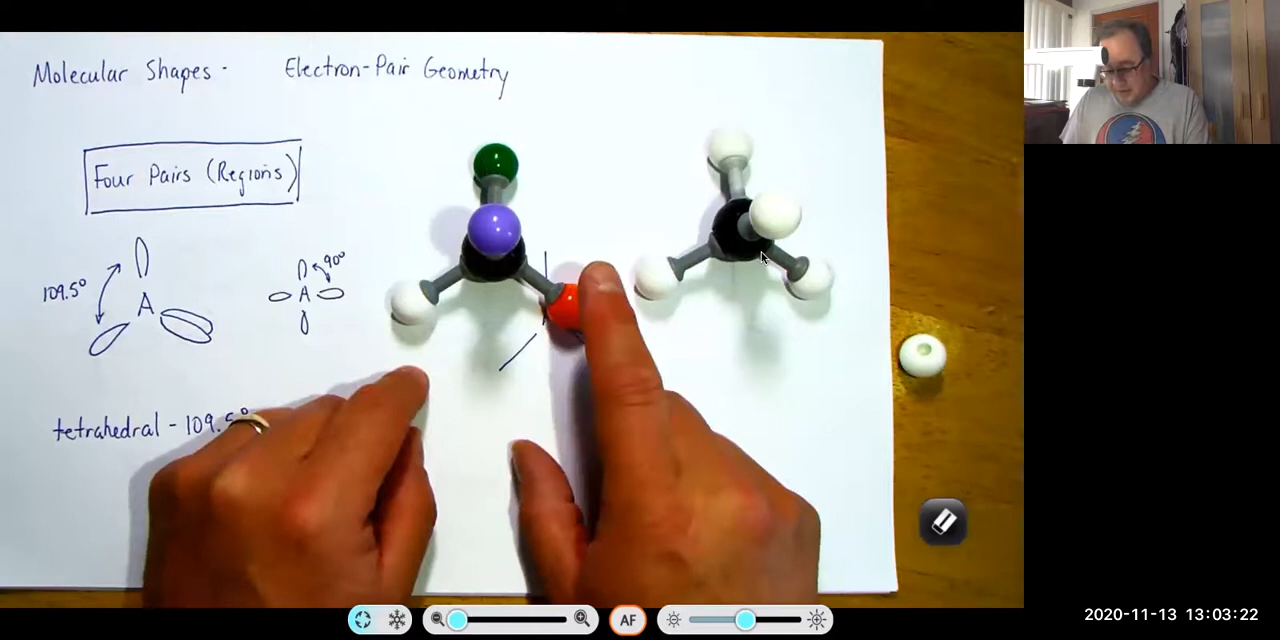 Molecular Shapes - Electron-Pair Geometry
Four Pairs (Regions)
109.5°
A
90°
A
tetrahedral - 109.5°
AF
2020-11-13 13:03:22